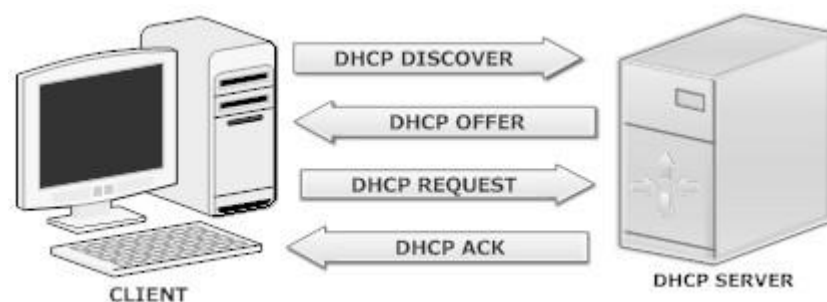 DHCP DISCOVER
DHCP OFFER
DHCP REQUEST
DHCP ACK
CLIENT
DHCP SERVER